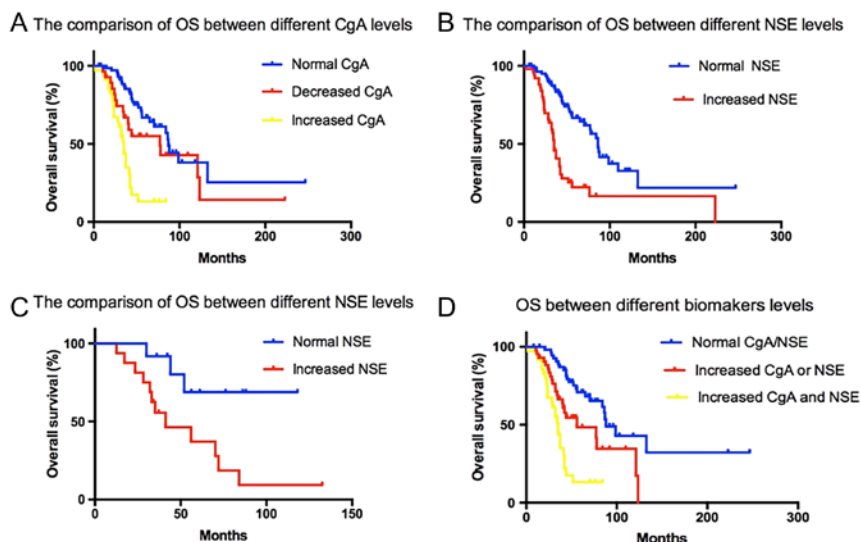 A The comparison of OS between different CgA levels
Overall survival (%)
100
50
0
0 100 200 300
Months
Normal CgA
Decreased CgA
Increased CgA
B The comparison of OS between different NSE levels
Overall survival (%)
100
50
0
0 100 200 300
Months
Normal NSE
Increased NSE
C The comparison of OS between different NSE levels
Overall survival (%)
100
50
0
0 50 100 150
Months
Normal NSE
Increased NSE
D OS between different biomakers levels
Overall survival (%)
100
50
0
0 100 200 300
Months
Normal CgA/NSE
Increased CgA or NSE
Increased CgA and NSE